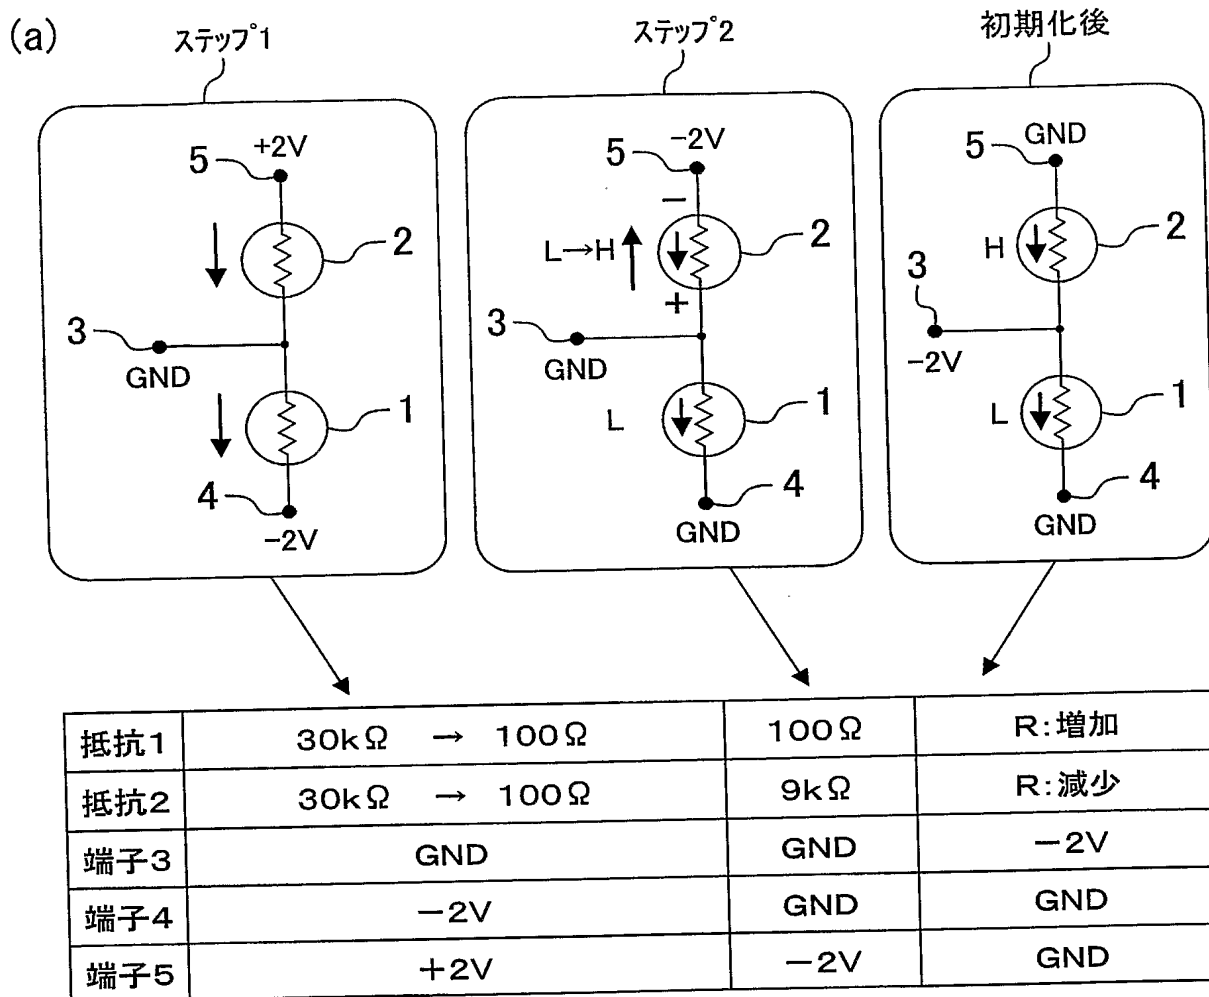 (a)
ステップ1
ステップ2
初期化後
5 +2V
2
3
GND
1
4
-2V
5 -2V
−
L→H
2
+
3
GND
L
1
4
GND
5 GND
H
2
3
-2V
L
1
4
GND
抵抗1 30kΩ → 100Ω 100Ω R:増加
抵抗2 30kΩ → 100Ω 9kΩ R:減少
端子3 GND GND −2V
端子4 −2V GND GND
端子5 +2V −2V GND